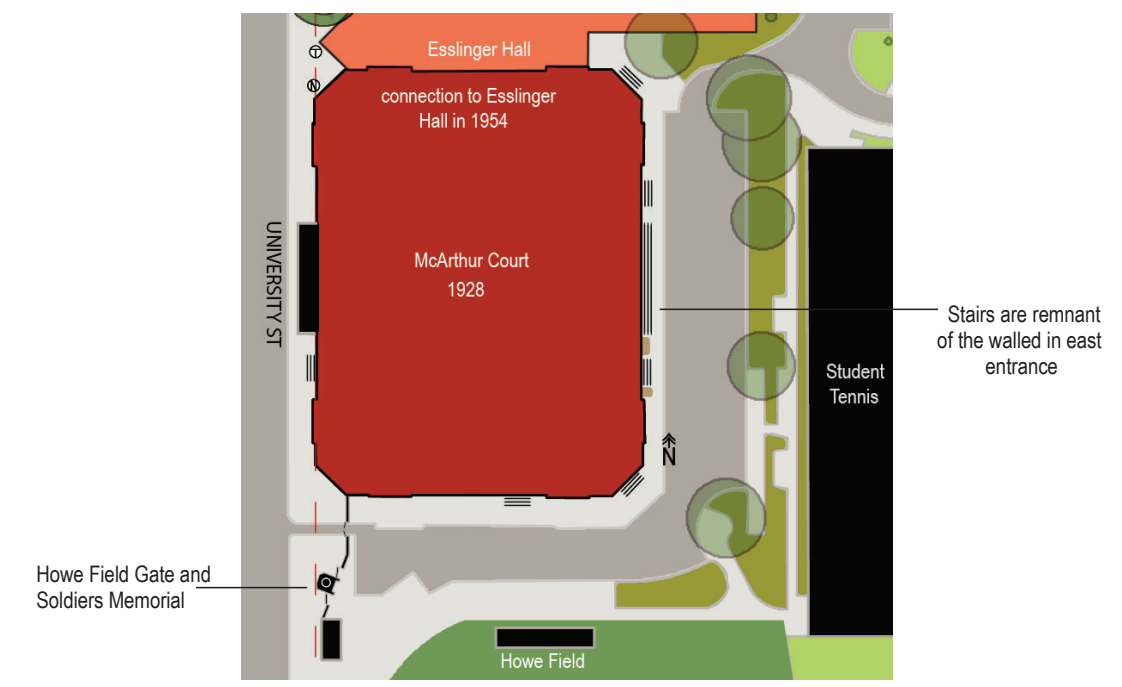 Esslinger Hall
T
N
connection to Esslinger
Hall in 1954
UNIVERSITY ST
McArthur Court
1928
Stairs are remnant
of the walled in east
entrance
Student
Tennis
N
Howe Field Gate and
Soldiers Memorial
Howe Field